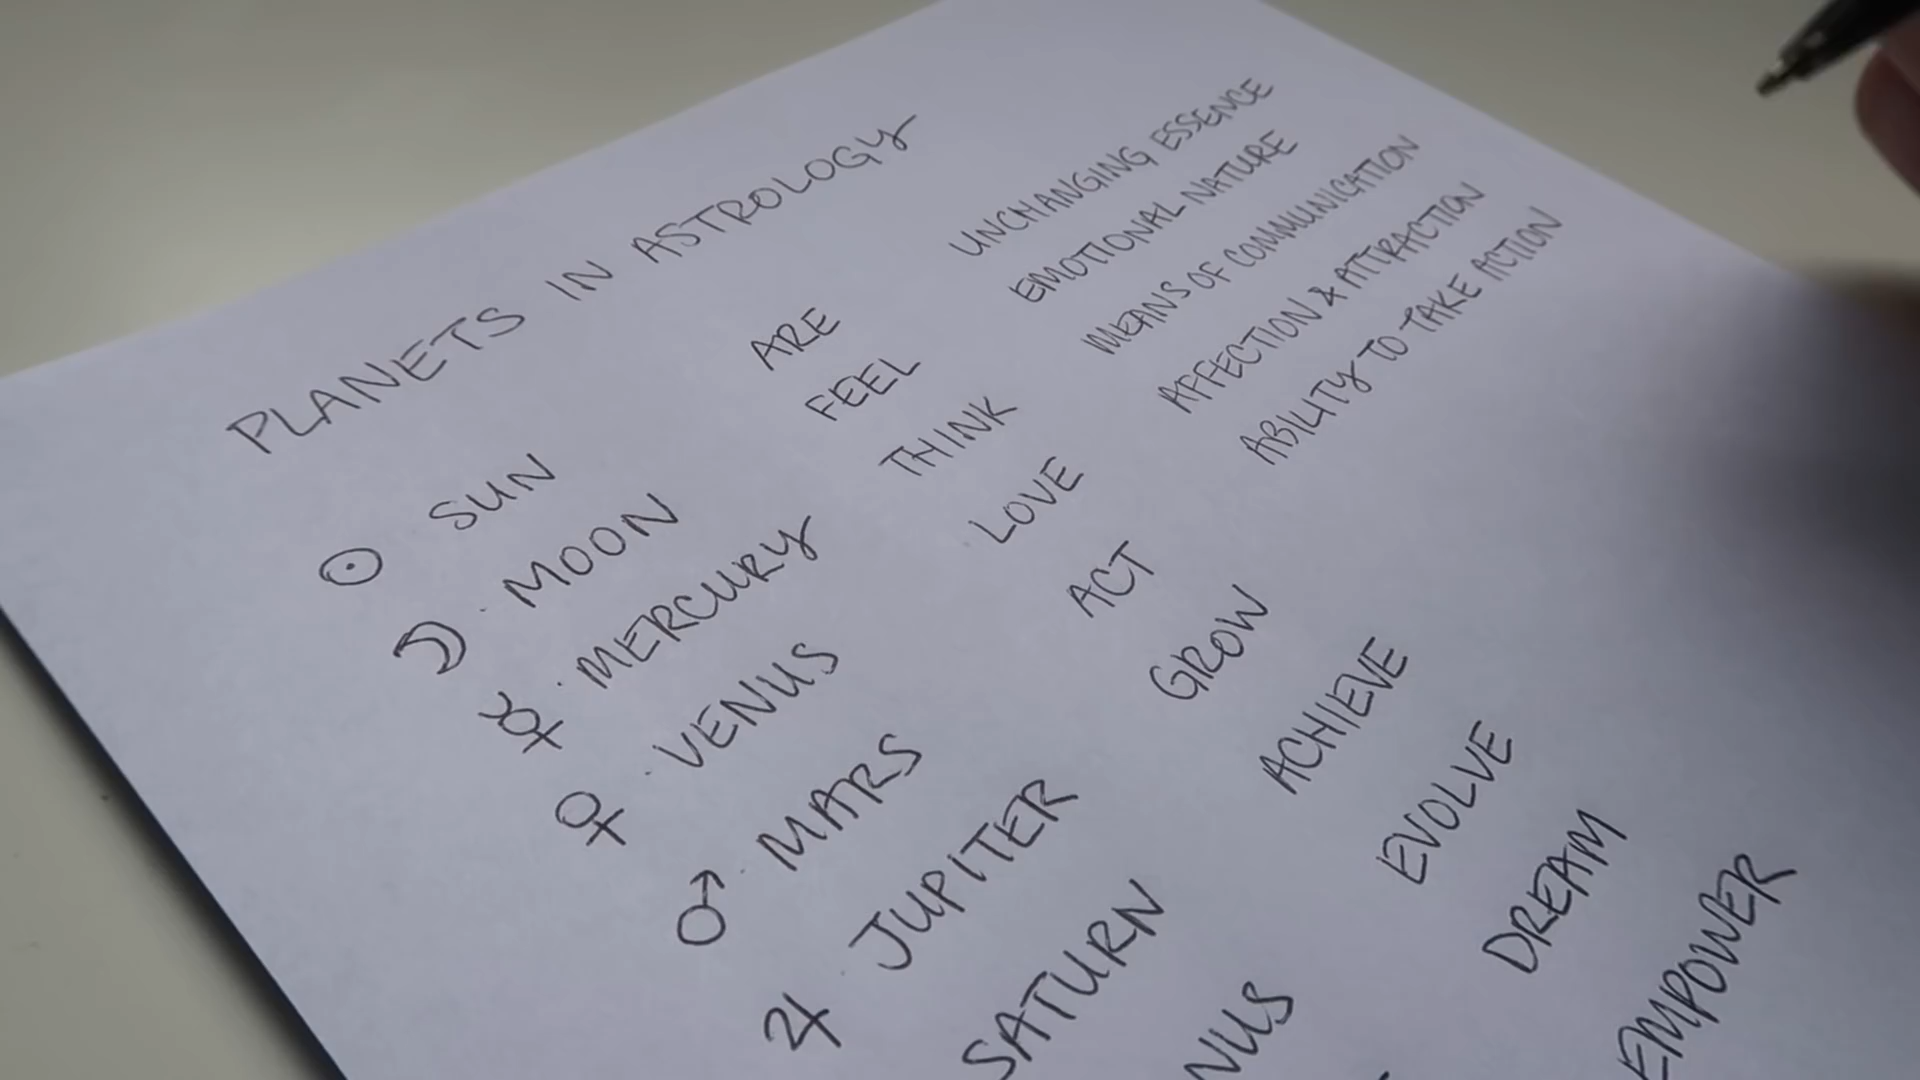 PLANETS IN ASTROLOGY
☉ SUN ARE UNCHANGING ESSENCE
☽ MOON FEEL EMOTIONAL NATURE
☿ MERCURY THINK MEANS OF COMMUNICATION
♀ VENUS LOVE AFFECTION & ATTRACTION
♂ MARS ACT ABILITY TO TAKE ACTION
♃ JUPITER GROW
SATURN ACHIEVE
NUS EVOLVE
DREAM
EMPOWER